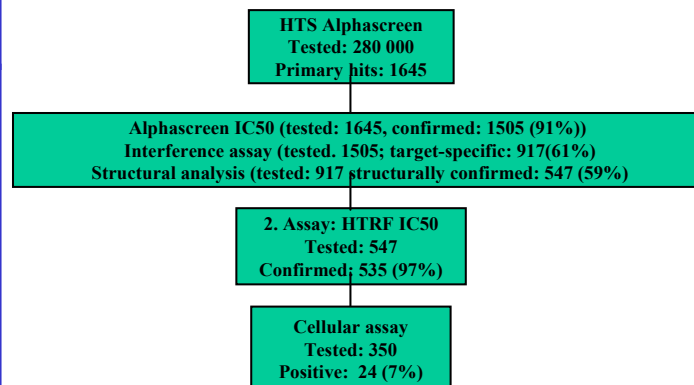 HTS Alphascreen
Tested: 280 000
Primary hits: 1645
Alphascreen IC50 (tested: 1645, confirmed: 1505 (91%))
Interference assay (tested. 1505; target-specific: 917(61%)
Structural analysis (tested: 917 structurally confirmed: 547 (59%)
2. Assay: HTRF IC50
Tested: 547
Confirmed: 535 (97%)
Cellular assay
Tested: 350
Positive: 24 (7%)